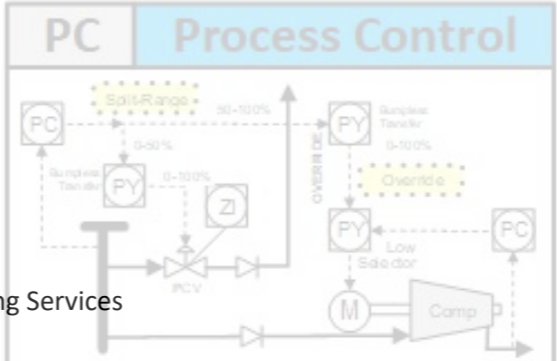 PC Process Control
Split-Range
50-100%
PC
PY
Bumpless
Transfer
0-50%
0-100%
OVERRIDE
Bumpless
Transfer
PY
0-100%
Override
ZI
PY
PC
Low
Selector
PCV
ng Services
M
Comp